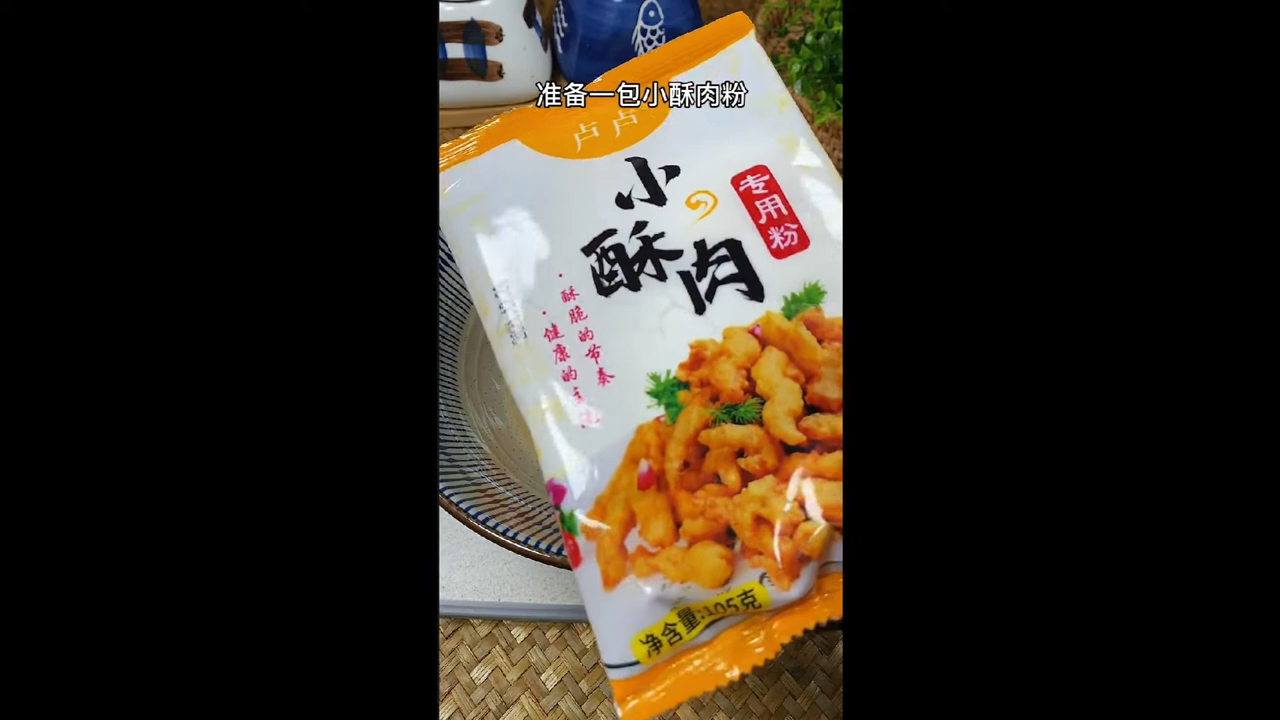 准备一包小酥肉粉
卢卢
小
酥肉
专用粉
·酥脆的节奏
·健康的主
净含量:105克